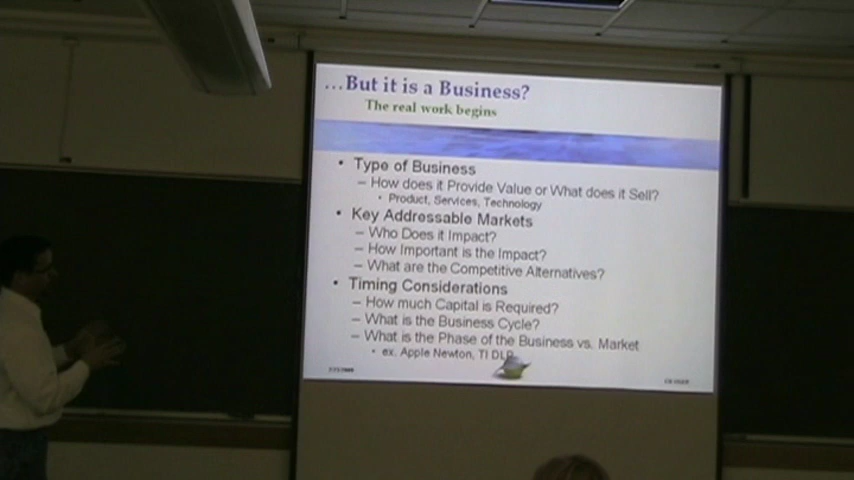 ...But it is a Business?
The real work begins
• Type of Business
– How does it Provide Value or What does it Sell?
• Product, Services, Technology
• Key Addressable Markets
– Who Does it Impact?
– How Important is the Impact?
– What are the Competitive Alternatives?
• Timing Considerations
– How much Capital is Required?
– What is the Business Cycle?
– What is the Phase of the Business vs. Market
• ex. Apple Newton, TI DLP